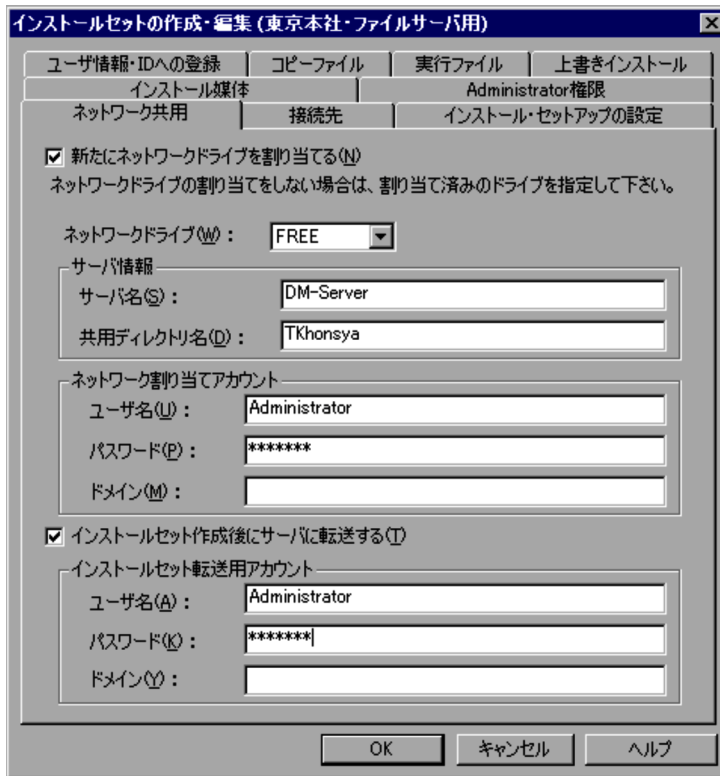 インストールセットの作成・編集 (東京本社・ファイルサーバ用)
ユーザ情報・IDへの登録 コピーファイル 実行ファイル 上書きインストール
インストール媒体 Administrator権限
ネットワーク共用 接続先 インストール・セットアップの設定
新たにネットワークドライブを割り当てる(N)
ネットワークドライブの割り当てをしない場合は、割り当て済みのドライブを指定して下さい。
ネットワークドライブ(W)： FREE
サーバ情報
サーバ名(S)： DM-Server
共用ディレクトリ名(D)： TKhonsya
ネットワーク割り当てアカウント
ユーザ名(U)： Administrator
パスワード(P)： *******
ドメイン(M)：
インストールセット作成後にサーバに転送する(T)
インストールセット転送用アカウント
ユーザ名(A)： Administrator
パスワード(K)： *******
ドメイン(Y)：
OK キャンセル ヘルプ